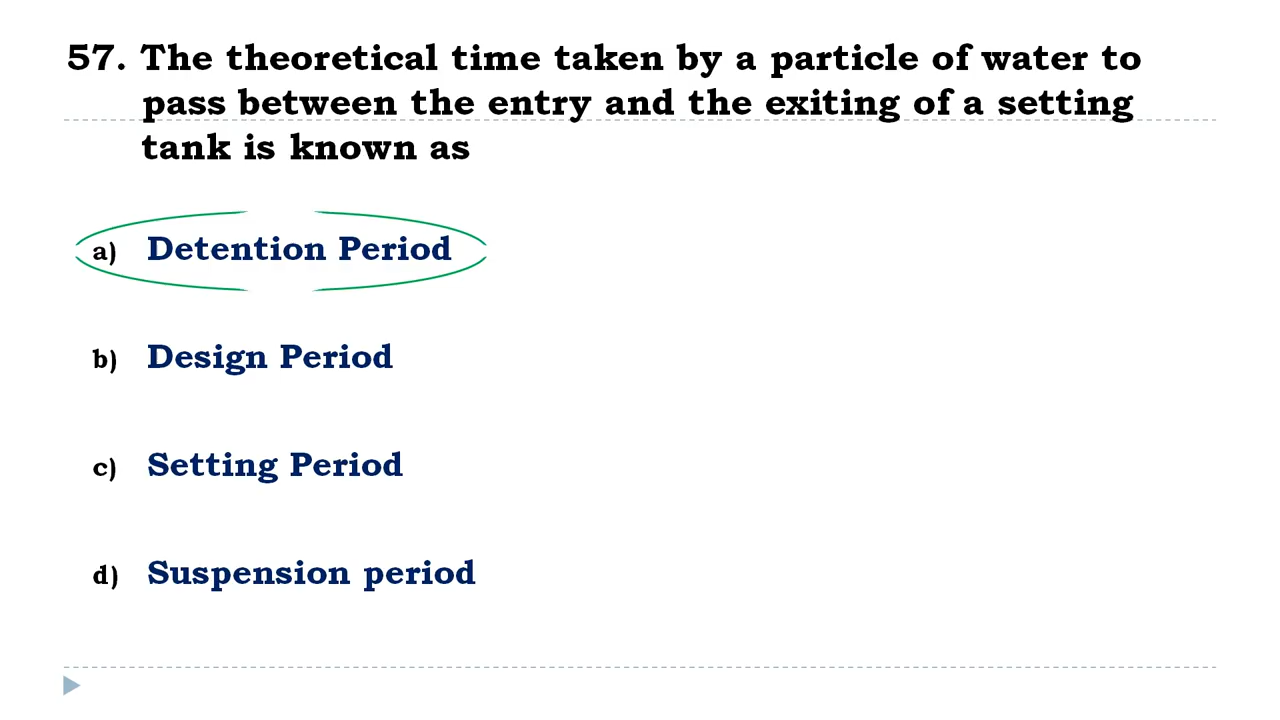 57. The theoretical time taken by a particle of water to
pass between the entry and the exiting of a setting
tank is known as
a) Detention Period
b) Design Period
c) Setting Period
d) Suspension period